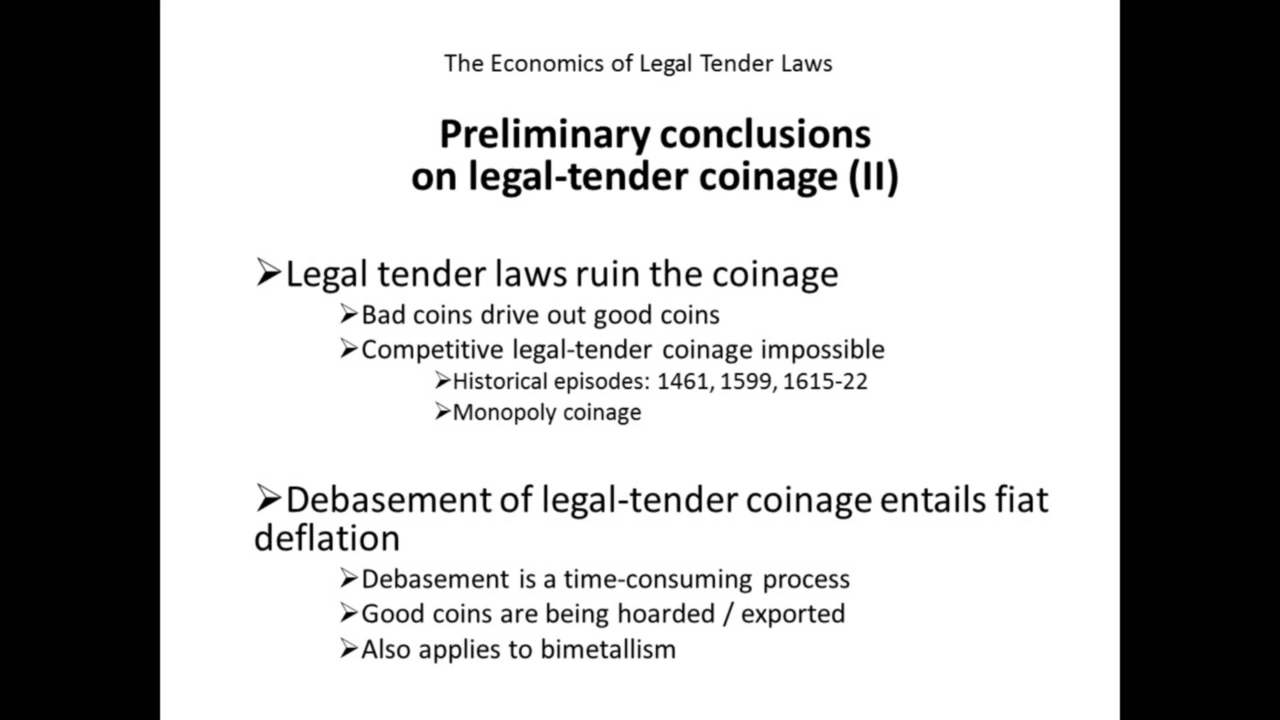 The Economics of Legal Tender Laws
Preliminary conclusions
on legal-tender coinage (II)
➢Legal tender laws ruin the coinage
➢Bad coins drive out good coins
➢Competitive legal-tender coinage impossible
➢Historical episodes: 1461, 1599, 1615-22
➢Monopoly coinage
➢Debasement of legal-tender coinage entails fiat
deflation
➢Debasement is a time-consuming process
➢Good coins are being hoarded / exported
➢Also applies to bimetallism